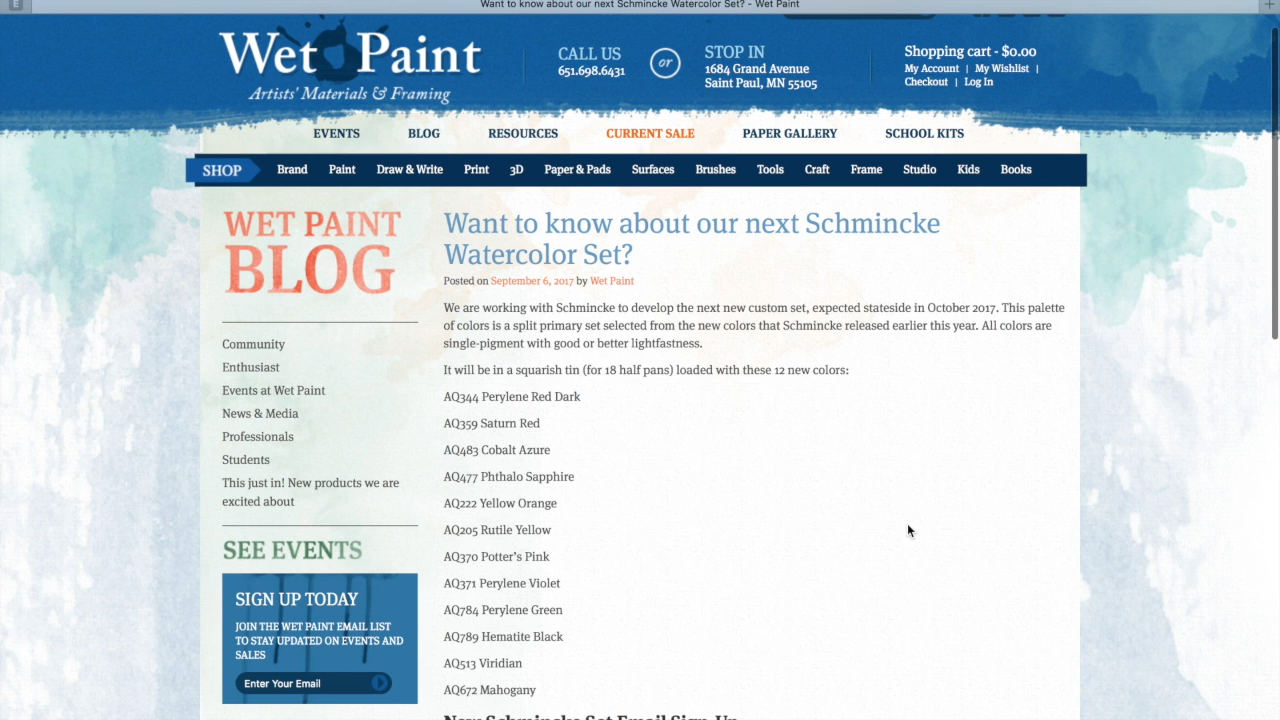 E
Want to know about our next Schmincke Watercolor Set? - Wet Paint
+
Wet Paint
Artists' Materials & Framing
CALL US
651.698.6431
or
STOP IN
1684 Grand Avenue
Saint Paul, MN 55105
Shopping cart - $0.00
My Account | My Wishlist |
Checkout | Log In
EVENTS BLOG RESOURCES CURRENT SALE PAPER GALLERY SCHOOL KITS
SHOP Brand Paint Draw & Write Print 3D Paper & Pads Surfaces Brushes Tools Craft Frame Studio Kids Books
WET PAINT
BLOG
Community
Enthusiast
Events at Wet Paint
News & Media
Professionals
Students
This just in! New products we are
excited about
SEE EVENTS
SIGN UP TODAY
JOIN THE WET PAINT EMAIL LIST
TO STAY UPDATED ON EVENTS AND
SALES
Enter Your Email
Want to know about our next Schmincke
Watercolor Set?
Posted on September 6, 2017 by Wet Paint
We are working with Schmincke to develop the next new custom set, expected stateside in October 2017. This palette
of colors is a split primary set selected from the new colors that Schmincke released earlier this year. All colors are
single-pigment with good or better lightfastness.
It will be in a squarish tin (for 18 half pans) loaded with these 12 new colors:
AQ344 Perylene Red Dark
AQ359 Saturn Red
AQ483 Cobalt Azure
AQ477 Phthalo Sapphire
AQ222 Yellow Orange
AQ205 Rutile Yellow
AQ370 Potter's Pink
AQ371 Perylene Violet
AQ784 Perylene Green
AQ789 Hematite Black
AQ513 Viridian
AQ672 Mahogany
New Schmincke Set Email Sign-Up